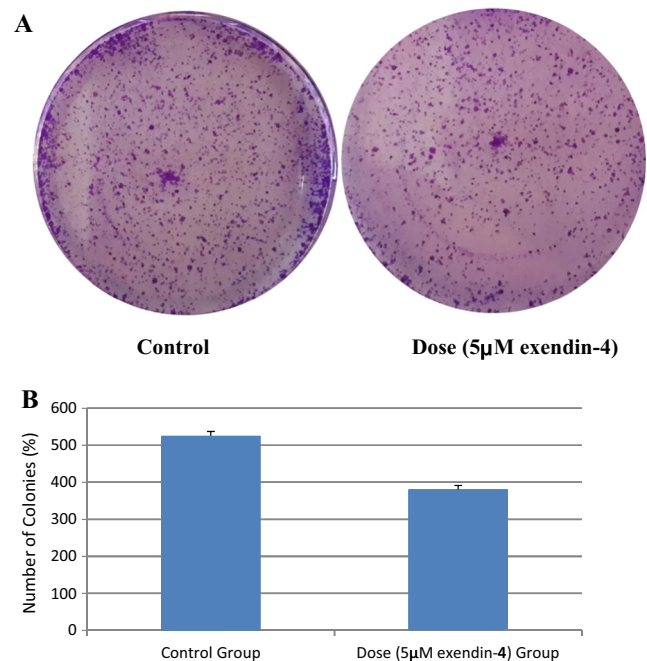 A
Control
Dose (5μM exendin-4)
B
Number of Colonies (%)
600
500
400
300
200
100
0
Control Group
Dose (5μM exendin-4) Group